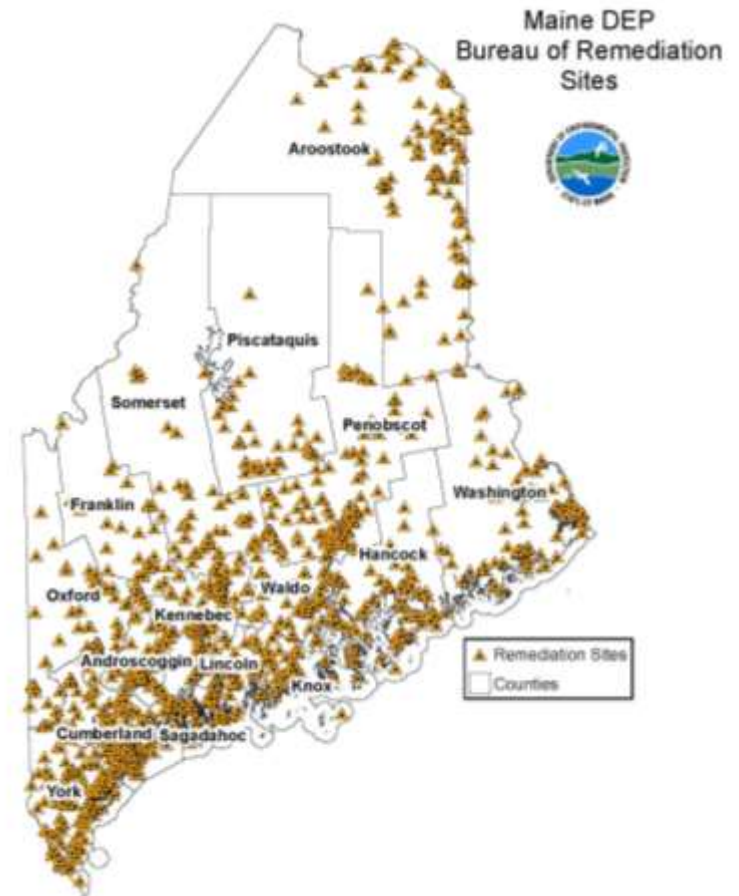 Maine DEP
Bureau of Remediation
Sites
Aroostook
Piscataquis
Somerset
Penobscot
Franklin
Washington
Hancock
Oxford
Waldo
Kennebec
Androscoggin
Lincoln
Knox
Cumberland
Sagadahoc
York
Remediation Sites
Counties